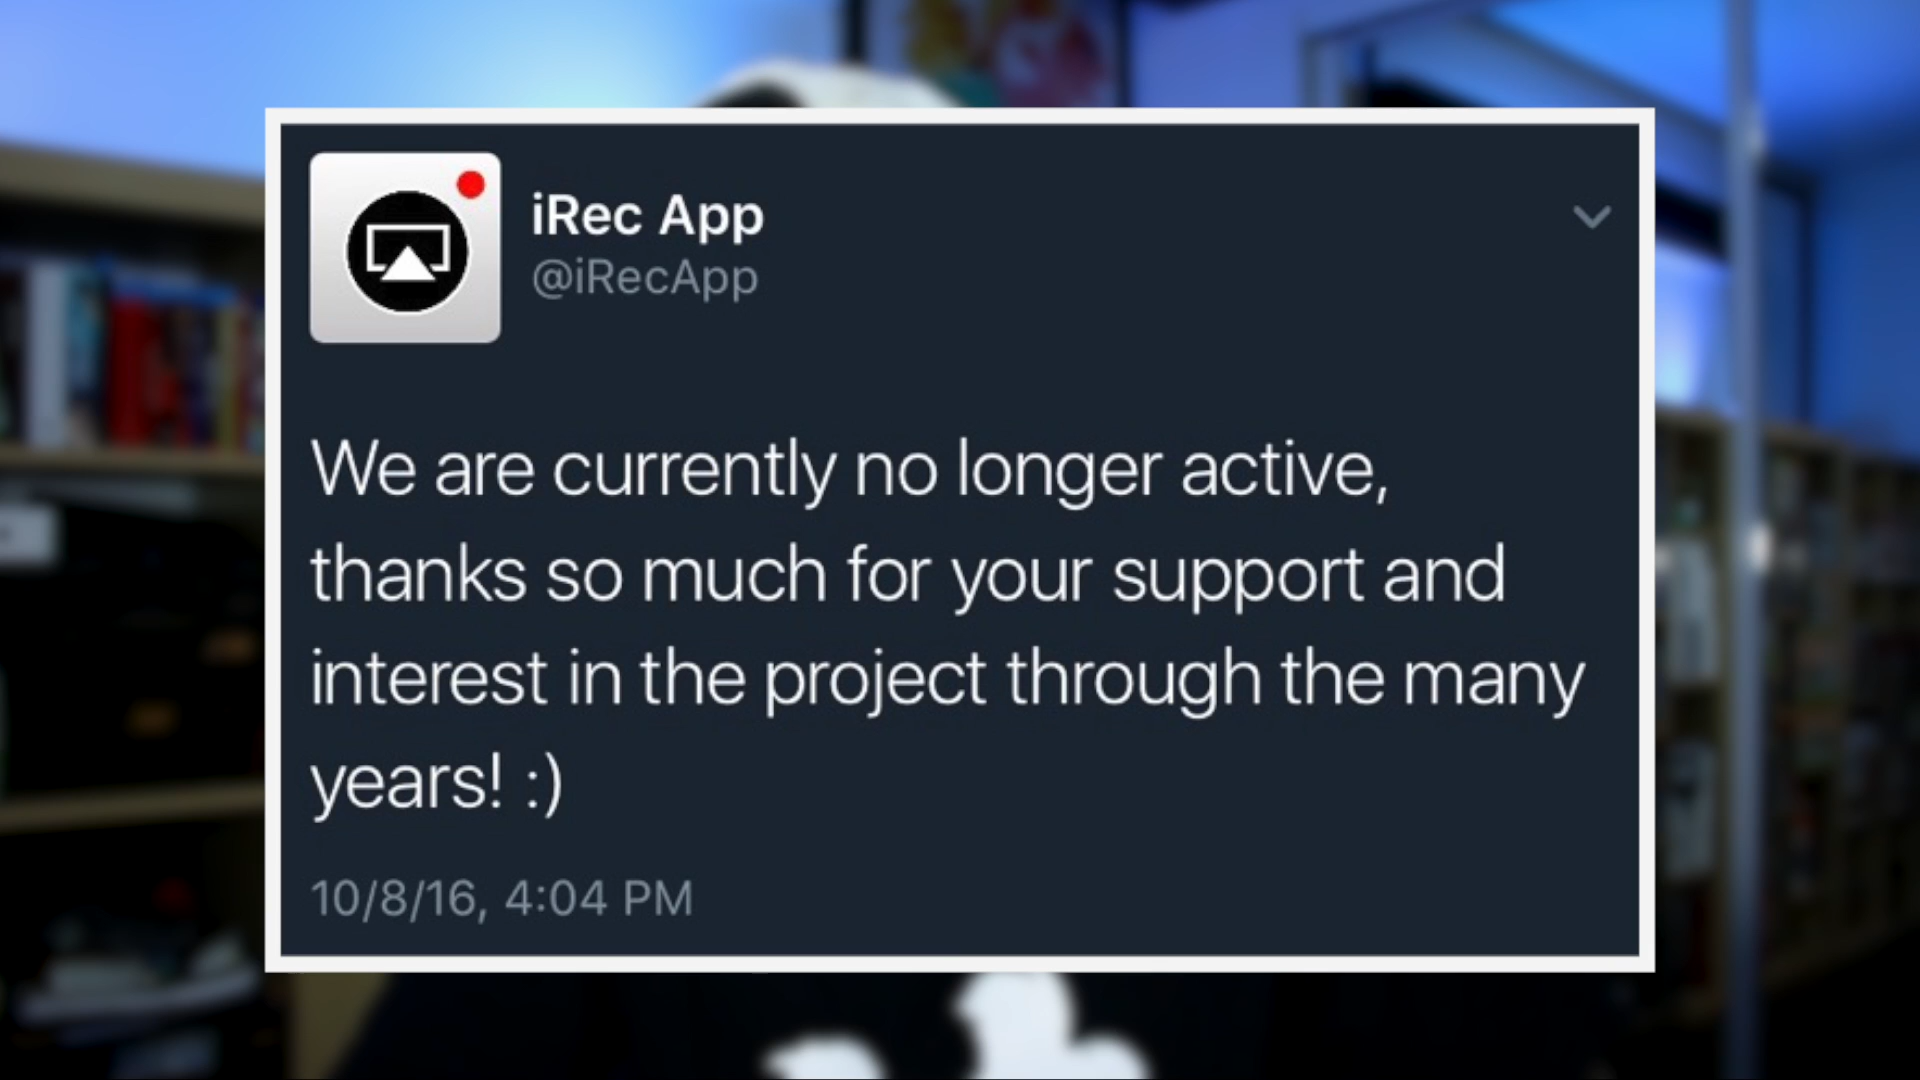 iRec App
@iRecApp
We are currently no longer active,
thanks so much for your support and
interest in the project through the many
years! :)
10/8/16, 4:04 PM